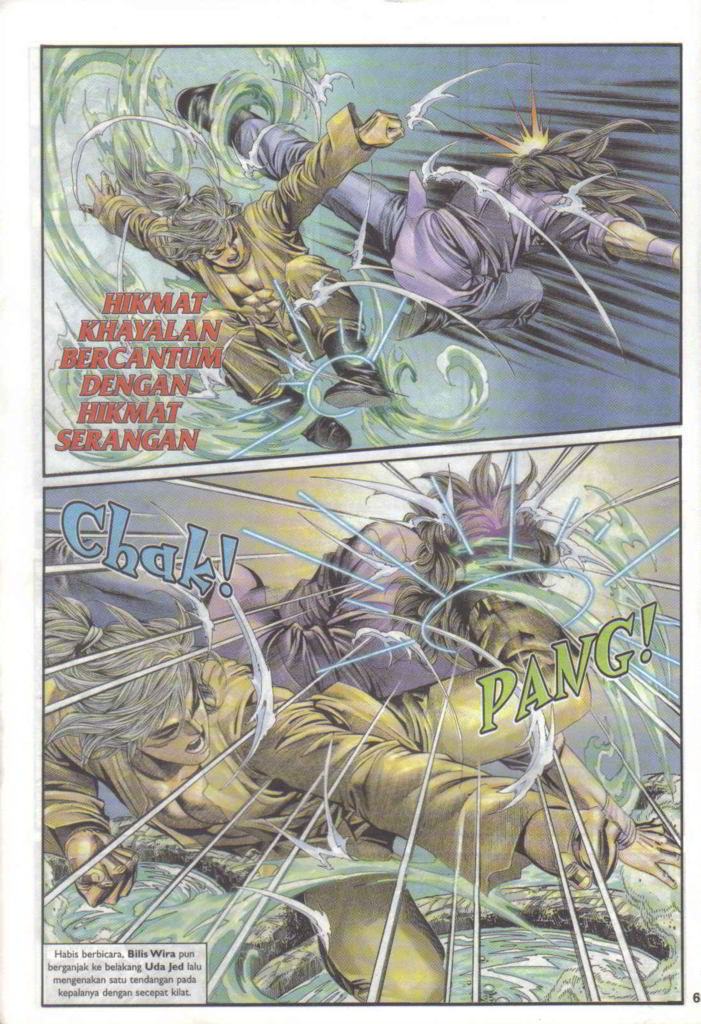 HIKMAT
KHAYALAN
BERCANTUM
DENGAN
HIKMAT
SERANGAN
Chak!
PANG!
Habis berbicara, Bilis Wira pun
berganjak ke belakang Uda Jed lalu
mengenakan satu tendangan pada
kepalanya dengan secepat kilat.
6